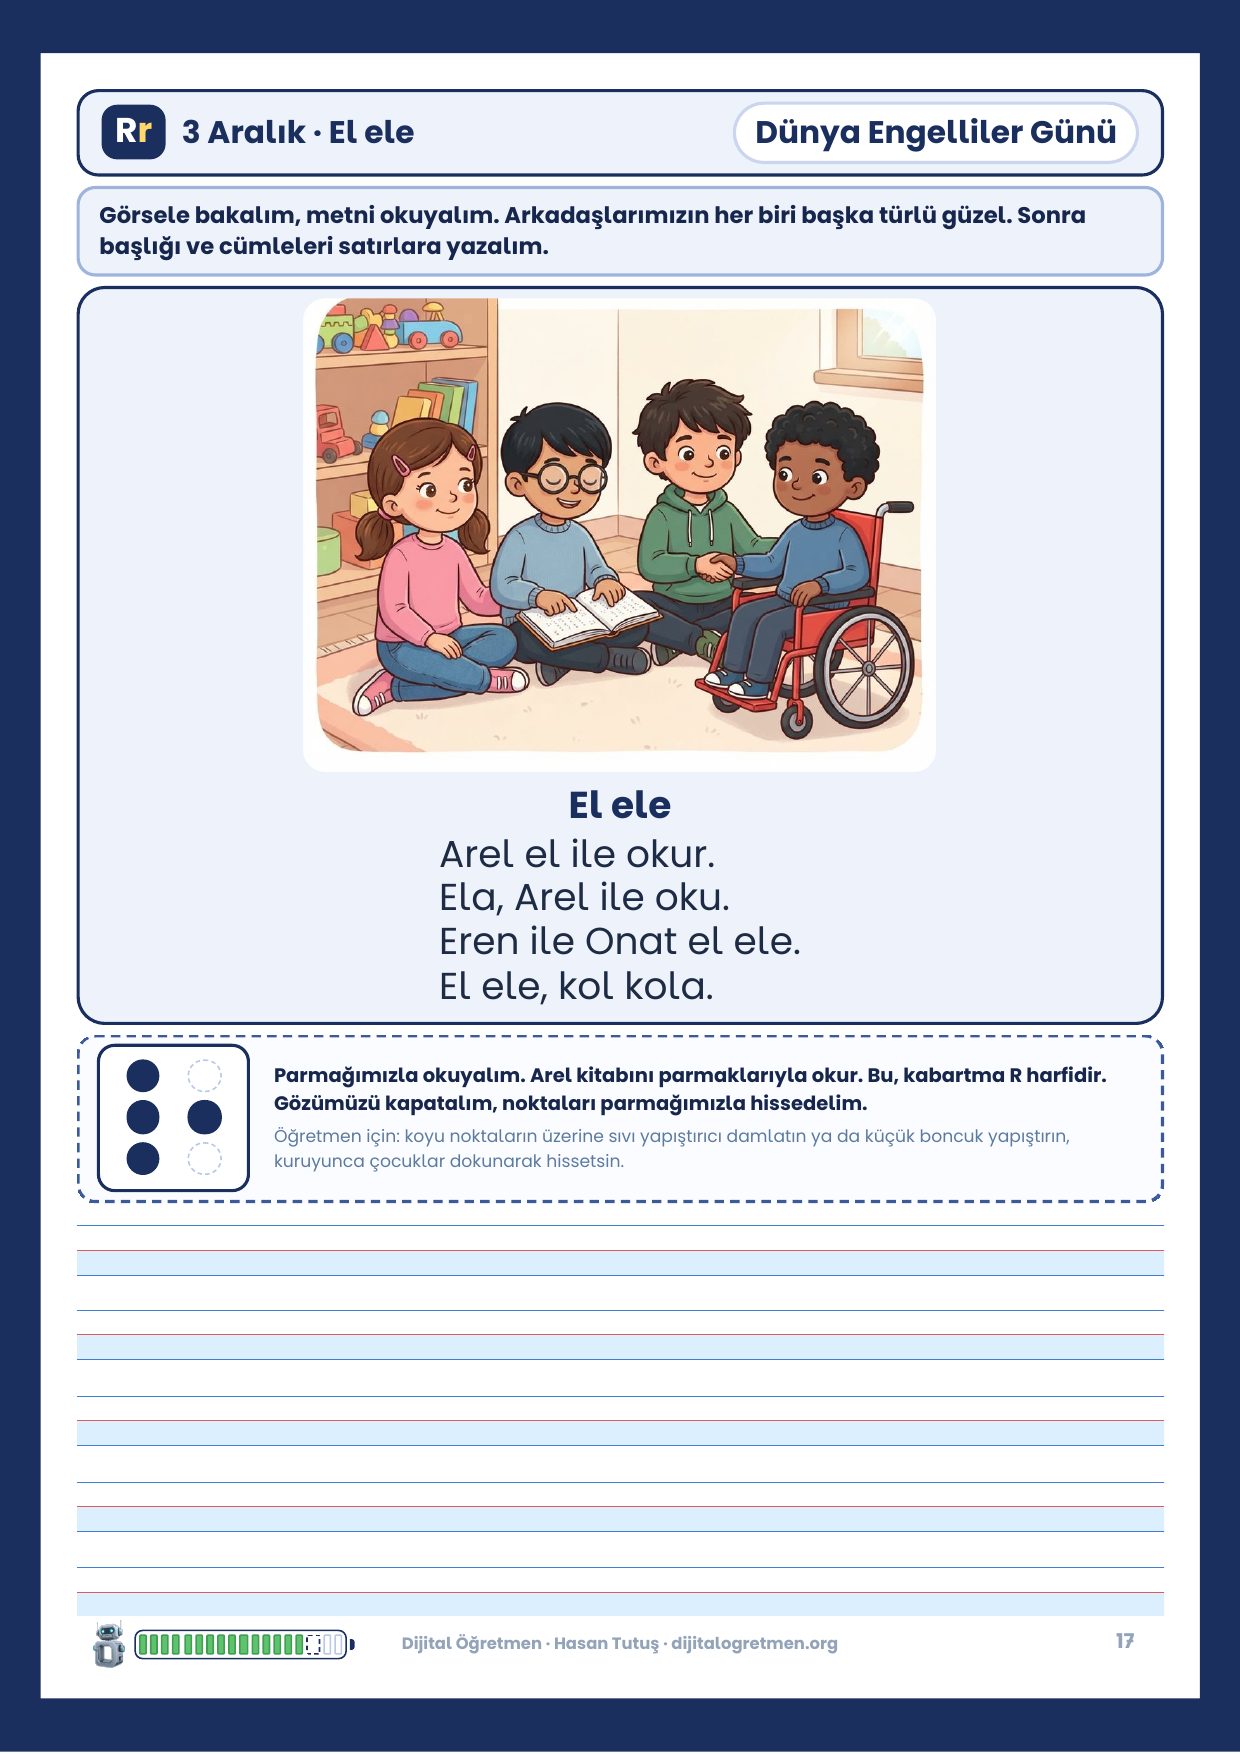 Rr 3 Aralık · El ele
Dünya Engelliler Günü
Görsele bakalım, metni okuyalım. Arkadaşlarımızın her biri başka türlü güzel. Sonra
başlığı ve cümleleri satırlara yazalım.
El ele
Arel el ile okur.
Ela, Arel ile oku.
Eren ile Onat el ele.
El ele, kol kola.
Parmağımızla okuyalım. Arel kitabını parmaklarıyla okur. Bu, kabartma R harfidir.
Gözümüzü kapatalım, noktaları parmağımızla hissedelim.
Öğretmen için: koyu noktaların üzerine sıvı yapıştırıcı damlatın ya da küçük boncuk yapıştırın,
kuruyunca çocuklar dokunarak hissetsin.
Dijital Öğretmen · Hasan Tutuş · dijitalogretmen.org
17